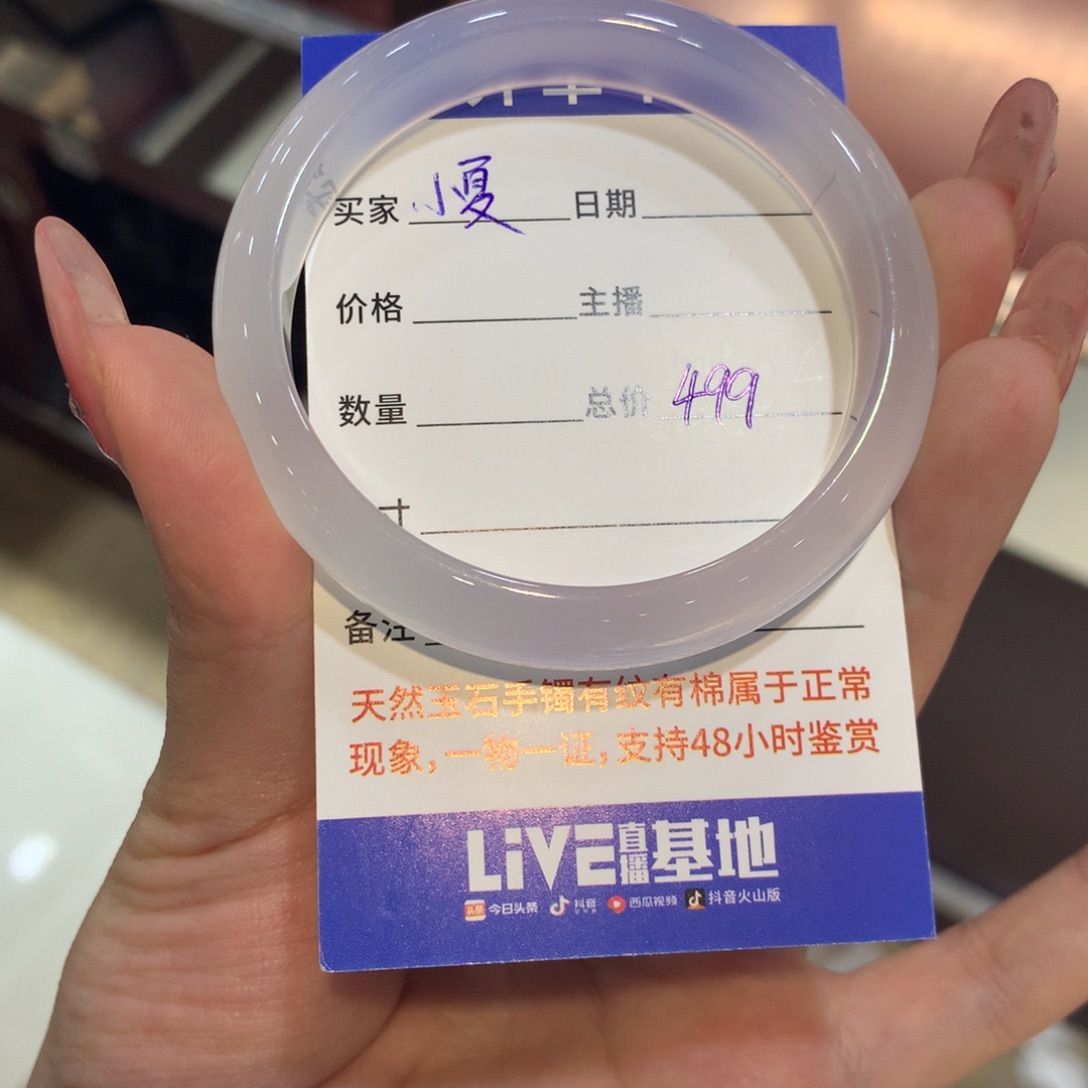 买家 小夏 日期
价格 主播
数量 总价 499
寸
备注
天然玉石手镯有纹有棉属于正常
现象,一物一证,支持48小时鉴赏
LiVE直播基地
头条 今日头条 抖音 西瓜视频 抖音火山版